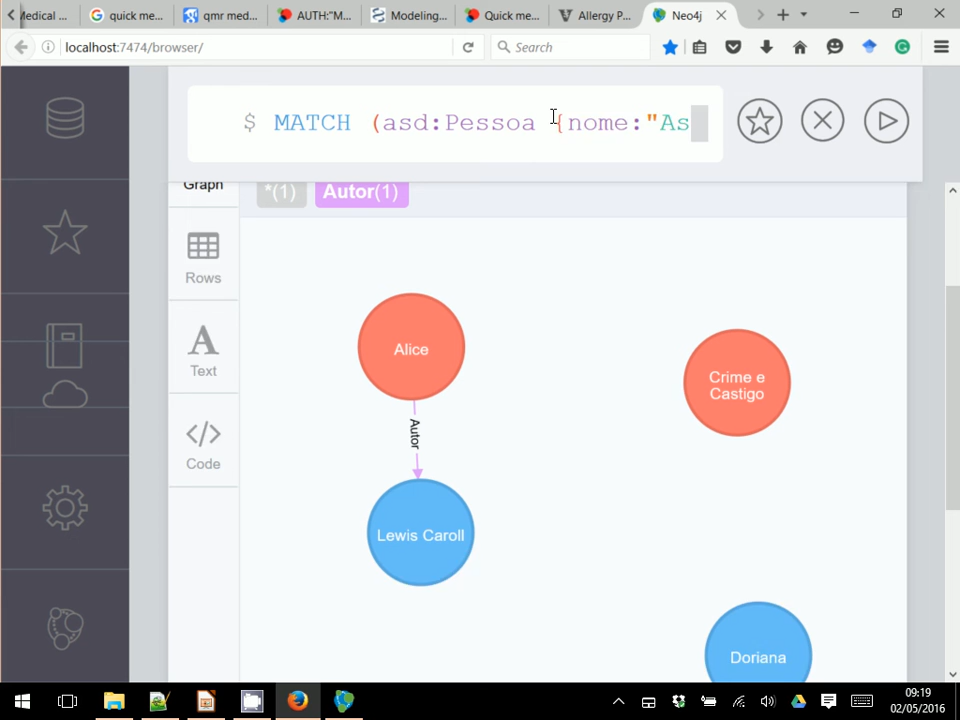 Medical ...
quick me...
qmr med...
AUTH:"M...
Modeling...
Quick me...
Allergy P...
Neo4j
localhost:7474/browser/
Search
$ MATCH (asd:Pessoa {nome:"As
Graph
*(1)
Autor(1)
Rows
Text
Code
Alice
Crime e
Castigo
Autor
Lewis Caroll
Doriana
09:19
02/05/2016